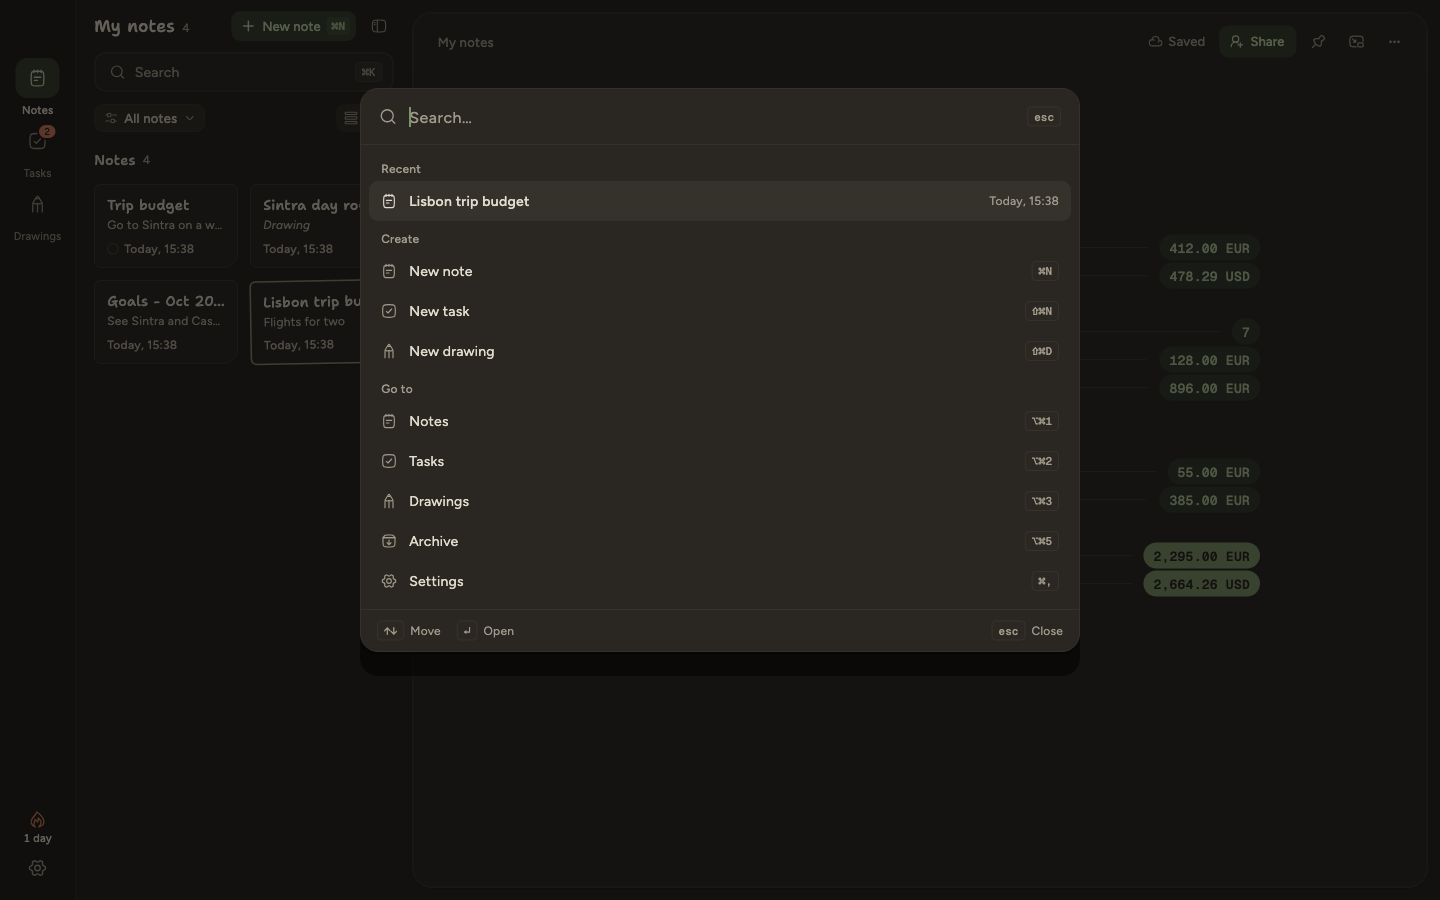 My notes 4
New note ⌘N
Search ⌘K
All notes
Notes 4
Trip budget
Go to Sintra on a w...
Today, 15:38
Sintra day ro
Drawing
Today, 15:38
Goals - Oct 20...
See Sintra and Cas...
Today, 15:38
Lisbon trip bu
Flights for two
Today, 15:38
Notes
2
Tasks
Drawings
1 day
My notes
Saved
Share
412.00 EUR
478.29 USD
7
128.00 EUR
896.00 EUR
55.00 EUR
385.00 EUR
2,295.00 EUR
2,664.26 USD
Search... esc
Recent
Lisbon trip budget Today, 15:38
Create
New note ⌘N
New task ⇧⌘N
New drawing ⇧⌘D
Go to
Notes ⌥⌘1
Tasks ⌥⌘2
Drawings ⌥⌘3
Archive ⌥⌘5
Settings ⌘,
Move Open esc Close